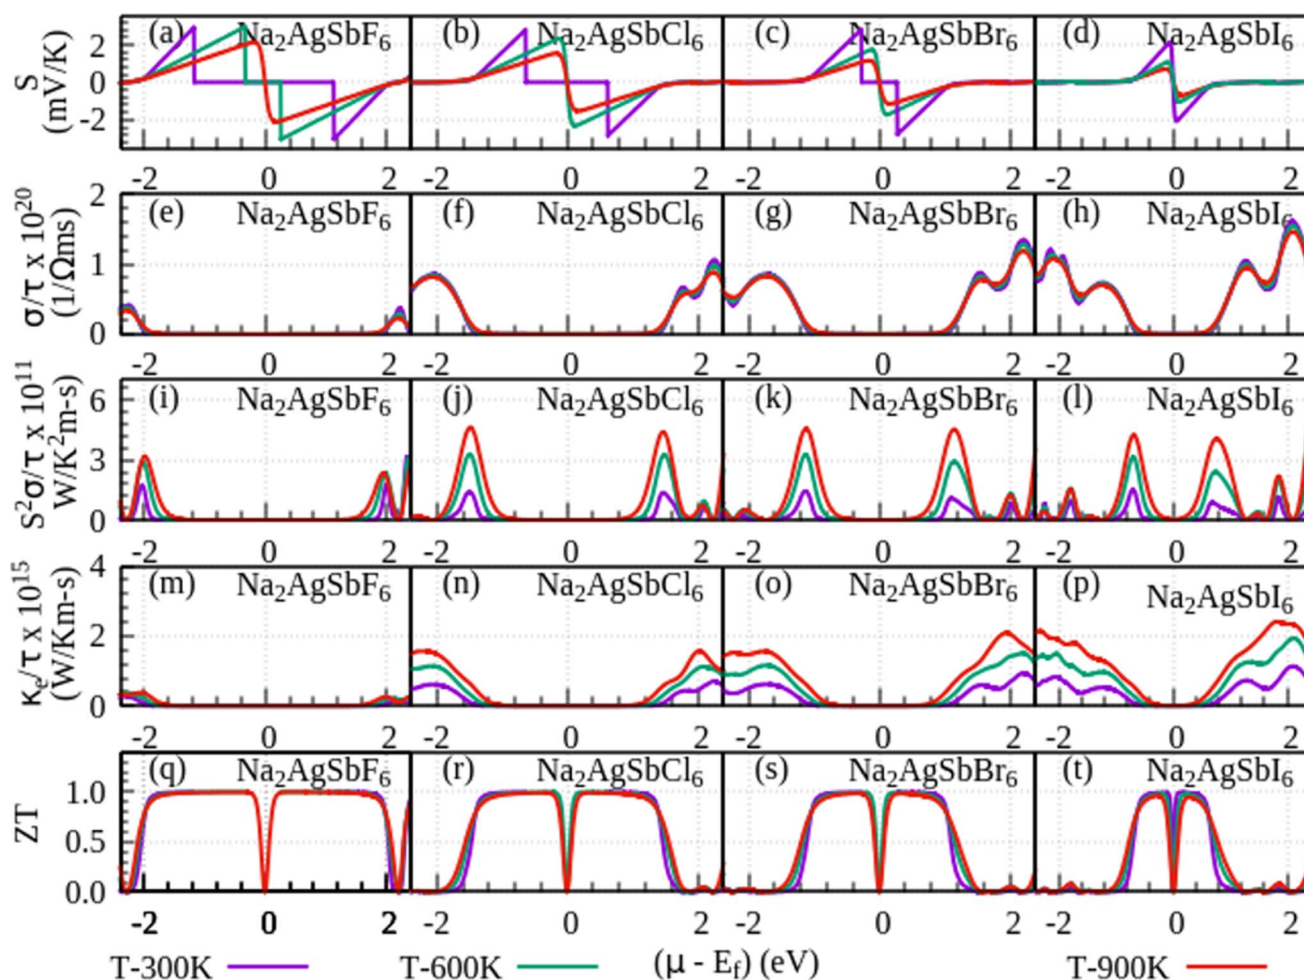 (a) Na2AgSbF6 (b) Na2AgSbCl6 (c) Na2AgSbBr6 (d) Na2AgSbI6
S
(mV/K)
2
0
-2
-2 0 2 -2 0 2 -2 0 2 -2 0 2
(e) Na2AgSbF6 (f) Na2AgSbCl6 (g) Na2AgSbBr6 (h) Na2AgSbI6
σ/τ x 10^20
(1/Ωms)
2
1
0
-2 0 2 -2 0 2 -2 0 2 -2 0 2
(i) Na2AgSbF6 (j) Na2AgSbCl6 (k) Na2AgSbBr6 (l) Na2AgSbI6
S^2σ/τ x 10^11
W/K^2m-s)
6
3
0
-2 0 2 -2 0 2 -2 0 2 -2 0 2
(m) Na2AgSbF6 (n) Na2AgSbCl6 (o) Na2AgSbBr6 (p) Na2AgSbI6
κe/τ x 10^15
(W/Km-s)
4
2
0
-2 0 2 -2 0 2 -2 0 2 -2 0 2
(q) Na2AgSbF6 (r) Na2AgSbCl6 (s) Na2AgSbBr6 (t) Na2AgSbI6
ZT
1.0
0.5
0.0
-2 0 2 -2 0 2 -2 0 2 -2 0 2
T-300K T-600K (μ - Ef) (eV) T-900K